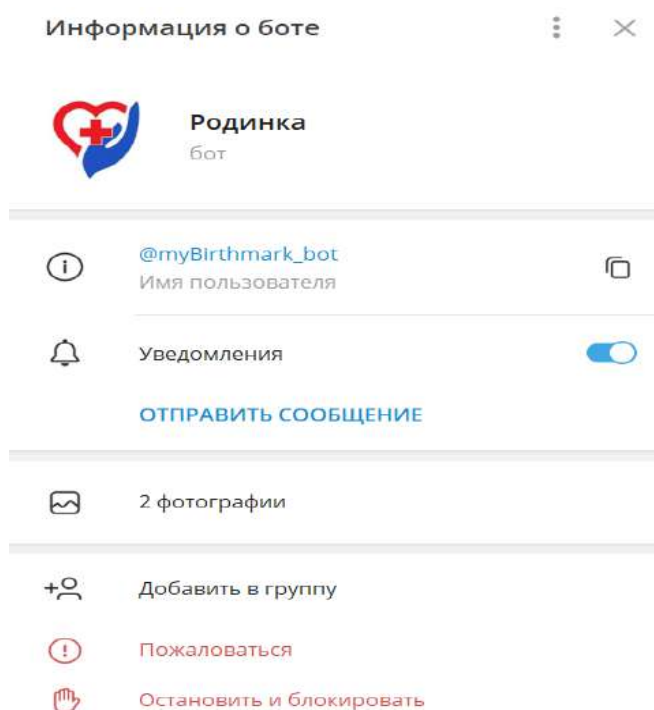 Информация о боте
Родинка
бот
@myBirthmark_bot
Имя пользователя
Уведомления
ОТПРАВИТЬ СООБЩЕНИЕ
2 фотографии
Добавить в группу
Пожаловаться
Остановить и блокировать